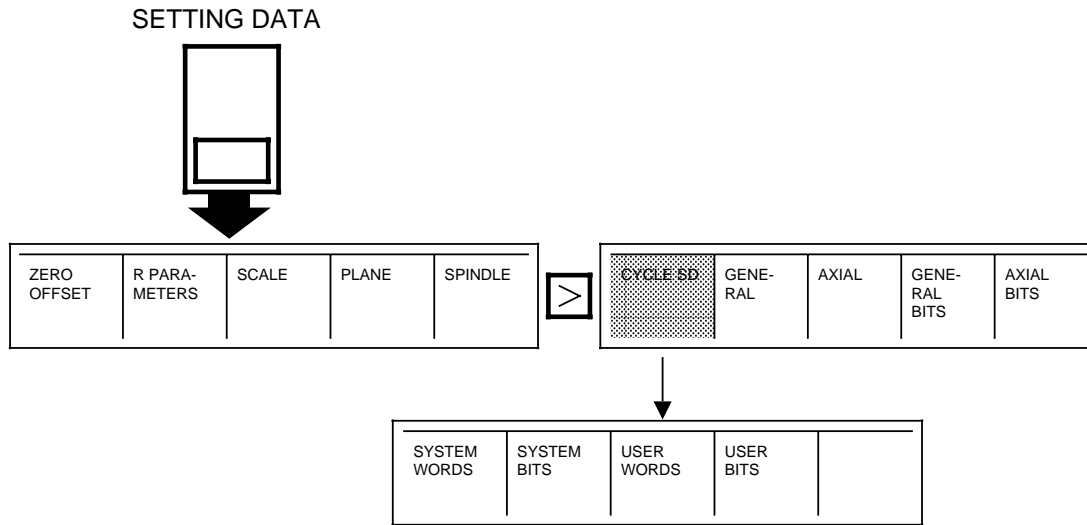 SETTING DATA
ZERO
OFFSET
R PARA-
METERS
SCALE
PLANE
SPINDLE
>
CYCLE SD
GENE-
RAL
AXIAL
GENE-
RAL
BITS
AXIAL
BITS
SYSTEM
WORDS
SYSTEM
BITS
USER
WORDS
USER
BITS